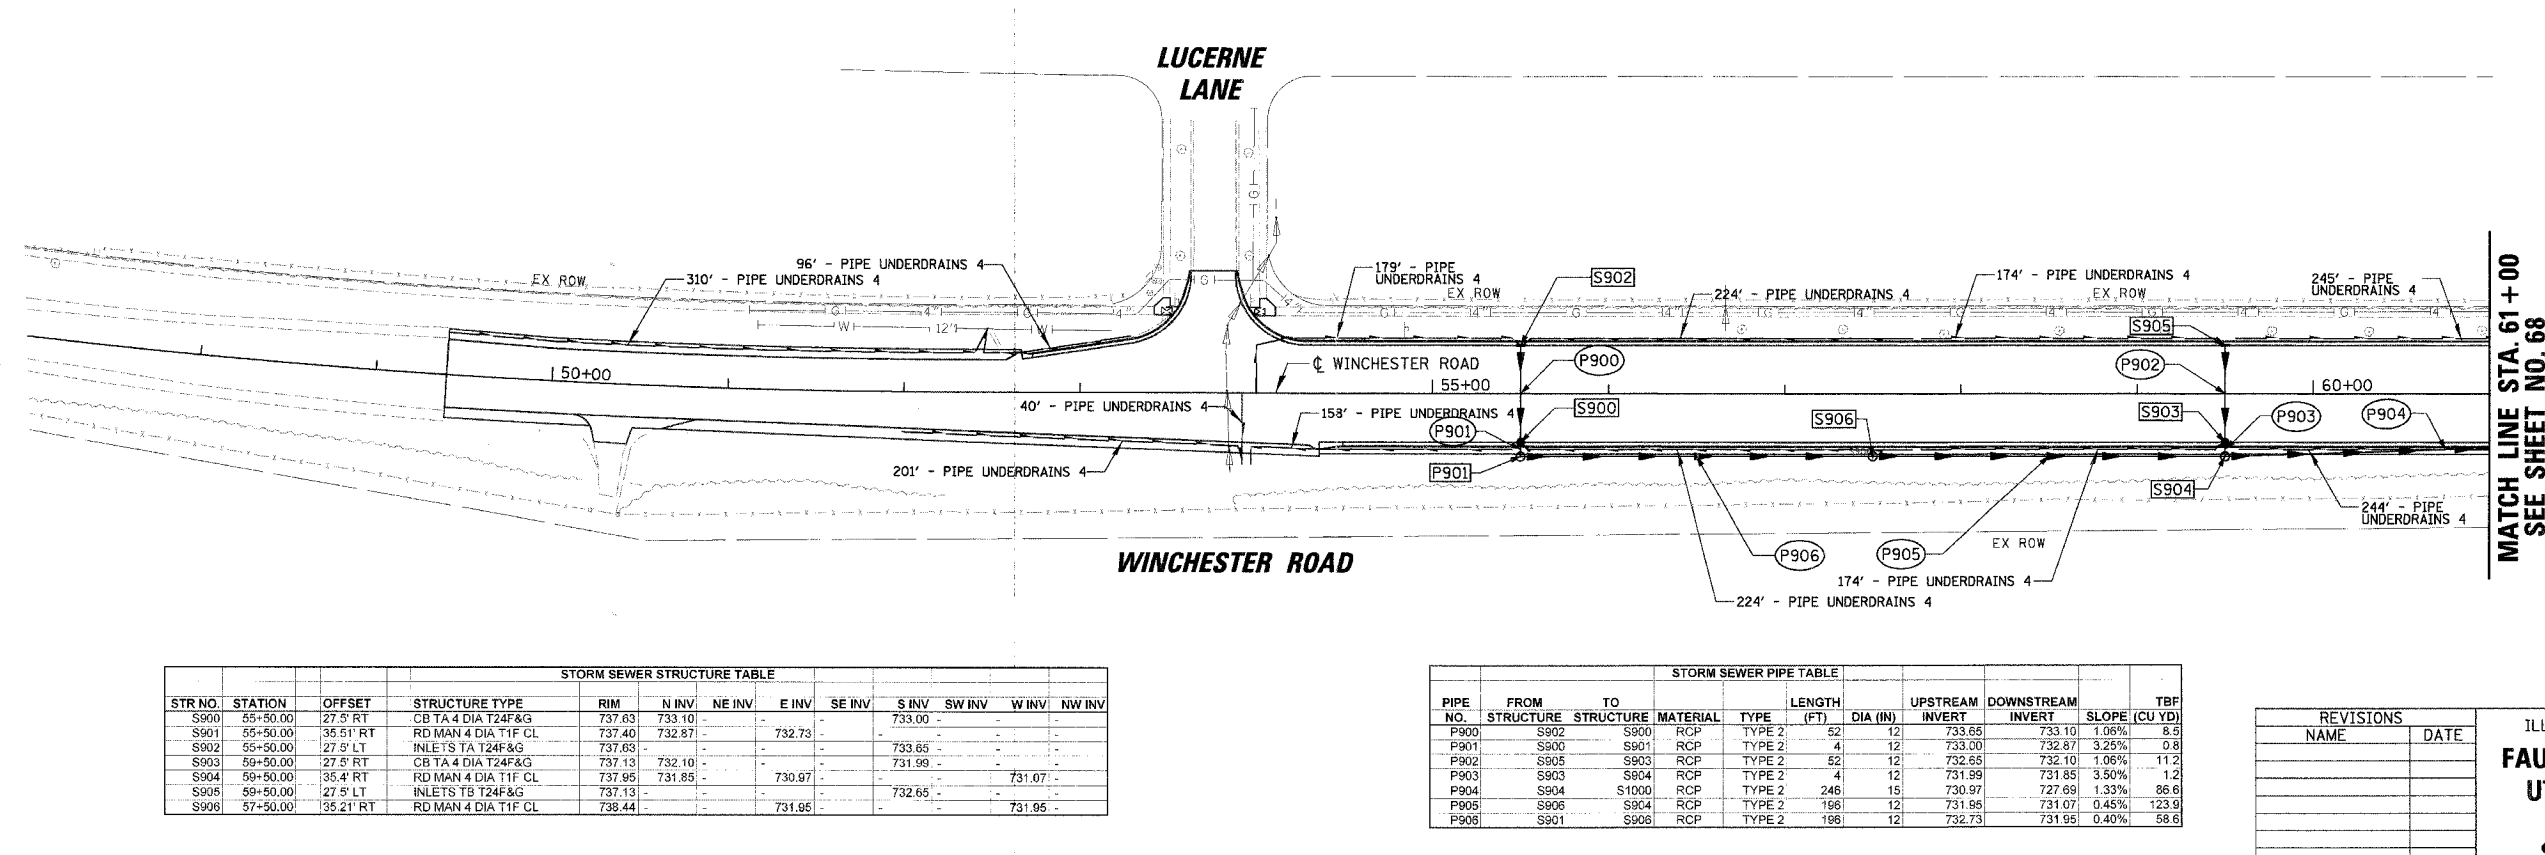 LUCERNE
LANE
96' - PIPE UNDERDRAINS 4
310' - PIPE UNDERDRAINS 4
EX ROW
179' - PIPE
UNDERDRAINS 4
EX ROW
S902
224' - PIPE UNDERDRAINS 4
174' - PIPE UNDERDRAINS 4
EX ROW
245' - PIPE
UNDERDRAINS 4
S905
G
4"
G
4"
W
12"
W
G
G
G
4"
G
4"
G
4"
G
4"
G
4"
50+00
℄ WINCHESTER ROAD
P900
55+00
P902
60+00
40' - PIPE UNDERDRAINS 4
158' - PIPE UNDERDRAINS 4
S900
P901
S906
S903
P903
P904
201' - PIPE UNDERDRAINS 4
P901
S904
244' - PIPE
UNDERDRAINS 4
P906
P905
EX ROW
174' - PIPE UNDERDRAINS 4
224' - PIPE UNDERDRAINS 4
WINCHESTER ROAD
MATCH LINE STA. 61+00
SEE SHEET NO. 68
STORM SEWER STRUCTURE TABLE
STR NO. STATION OFFSET STRUCTURE TYPE RIM N INV NE INV E INV SE INV S INV SW INV W INV NW INV
S900 55+50.00 27.5' RT CB TA 4 DIA T24F&G 737.63 733.10 - - - 733.00 - - -
S901 55+50.00 35.51' RT RD MAN 4 DIA T1F CL 737.40 732.87 - 732.73 - - - - -
S902 55+50.00 27.5' LT INLETS TA T24F&G 737.63 - - - - 733.65 - - -
S903 59+50.00 27.5' RT CB TA 4 DIA T24F&G 737.13 732.10 - - - 731.99 - - -
S904 59+50.00 35.4' RT RD MAN 4 DIA T1F CL 737.95 731.85 - 730.97 - - - 731.07 -
S905 59+50.00 27.5' LT INLETS TB T24F&G 737.13 - - - - 732.65 - - -
S906 57+50.00 35.21' RT RD MAN 4 DIA T1F CL 738.44 - - 731.95 - - - 731.95 -
STORM SEWER PIPE TABLE
PIPE FROM TO LENGTH UPSTREAM DOWNSTREAM TBF
NO. STRUCTURE STRUCTURE MATERIAL TYPE (FT) DIA (IN) INVERT INVERT SLOPE (CU YD)
P900 S902 S900 RCP TYPE 2 52 12 733.65 733.10 1.06% 8.5
P901 S900 S901 RCP TYPE 2 4 12 733.00 732.87 3.25% 0.8
P902 S905 S903 RCP TYPE 2 52 12 732.65 732.10 1.06% 11.2
P903 S903 S904 RCP TYPE 2 4 12 731.99 731.85 3.50% 1.2
P904 S904 S1000 RCP TYPE 2 246 15 730.97 727.69 1.33% 86.6
P905 S906 S904 RCP TYPE 2 196 12 731.95 731.07 0.45% 123.9
P906 S901 S906 RCP TYPE 2 196 12 732.73 731.95 0.40% 58.6
REVISIONS
NAME DATE
ILL
FAU